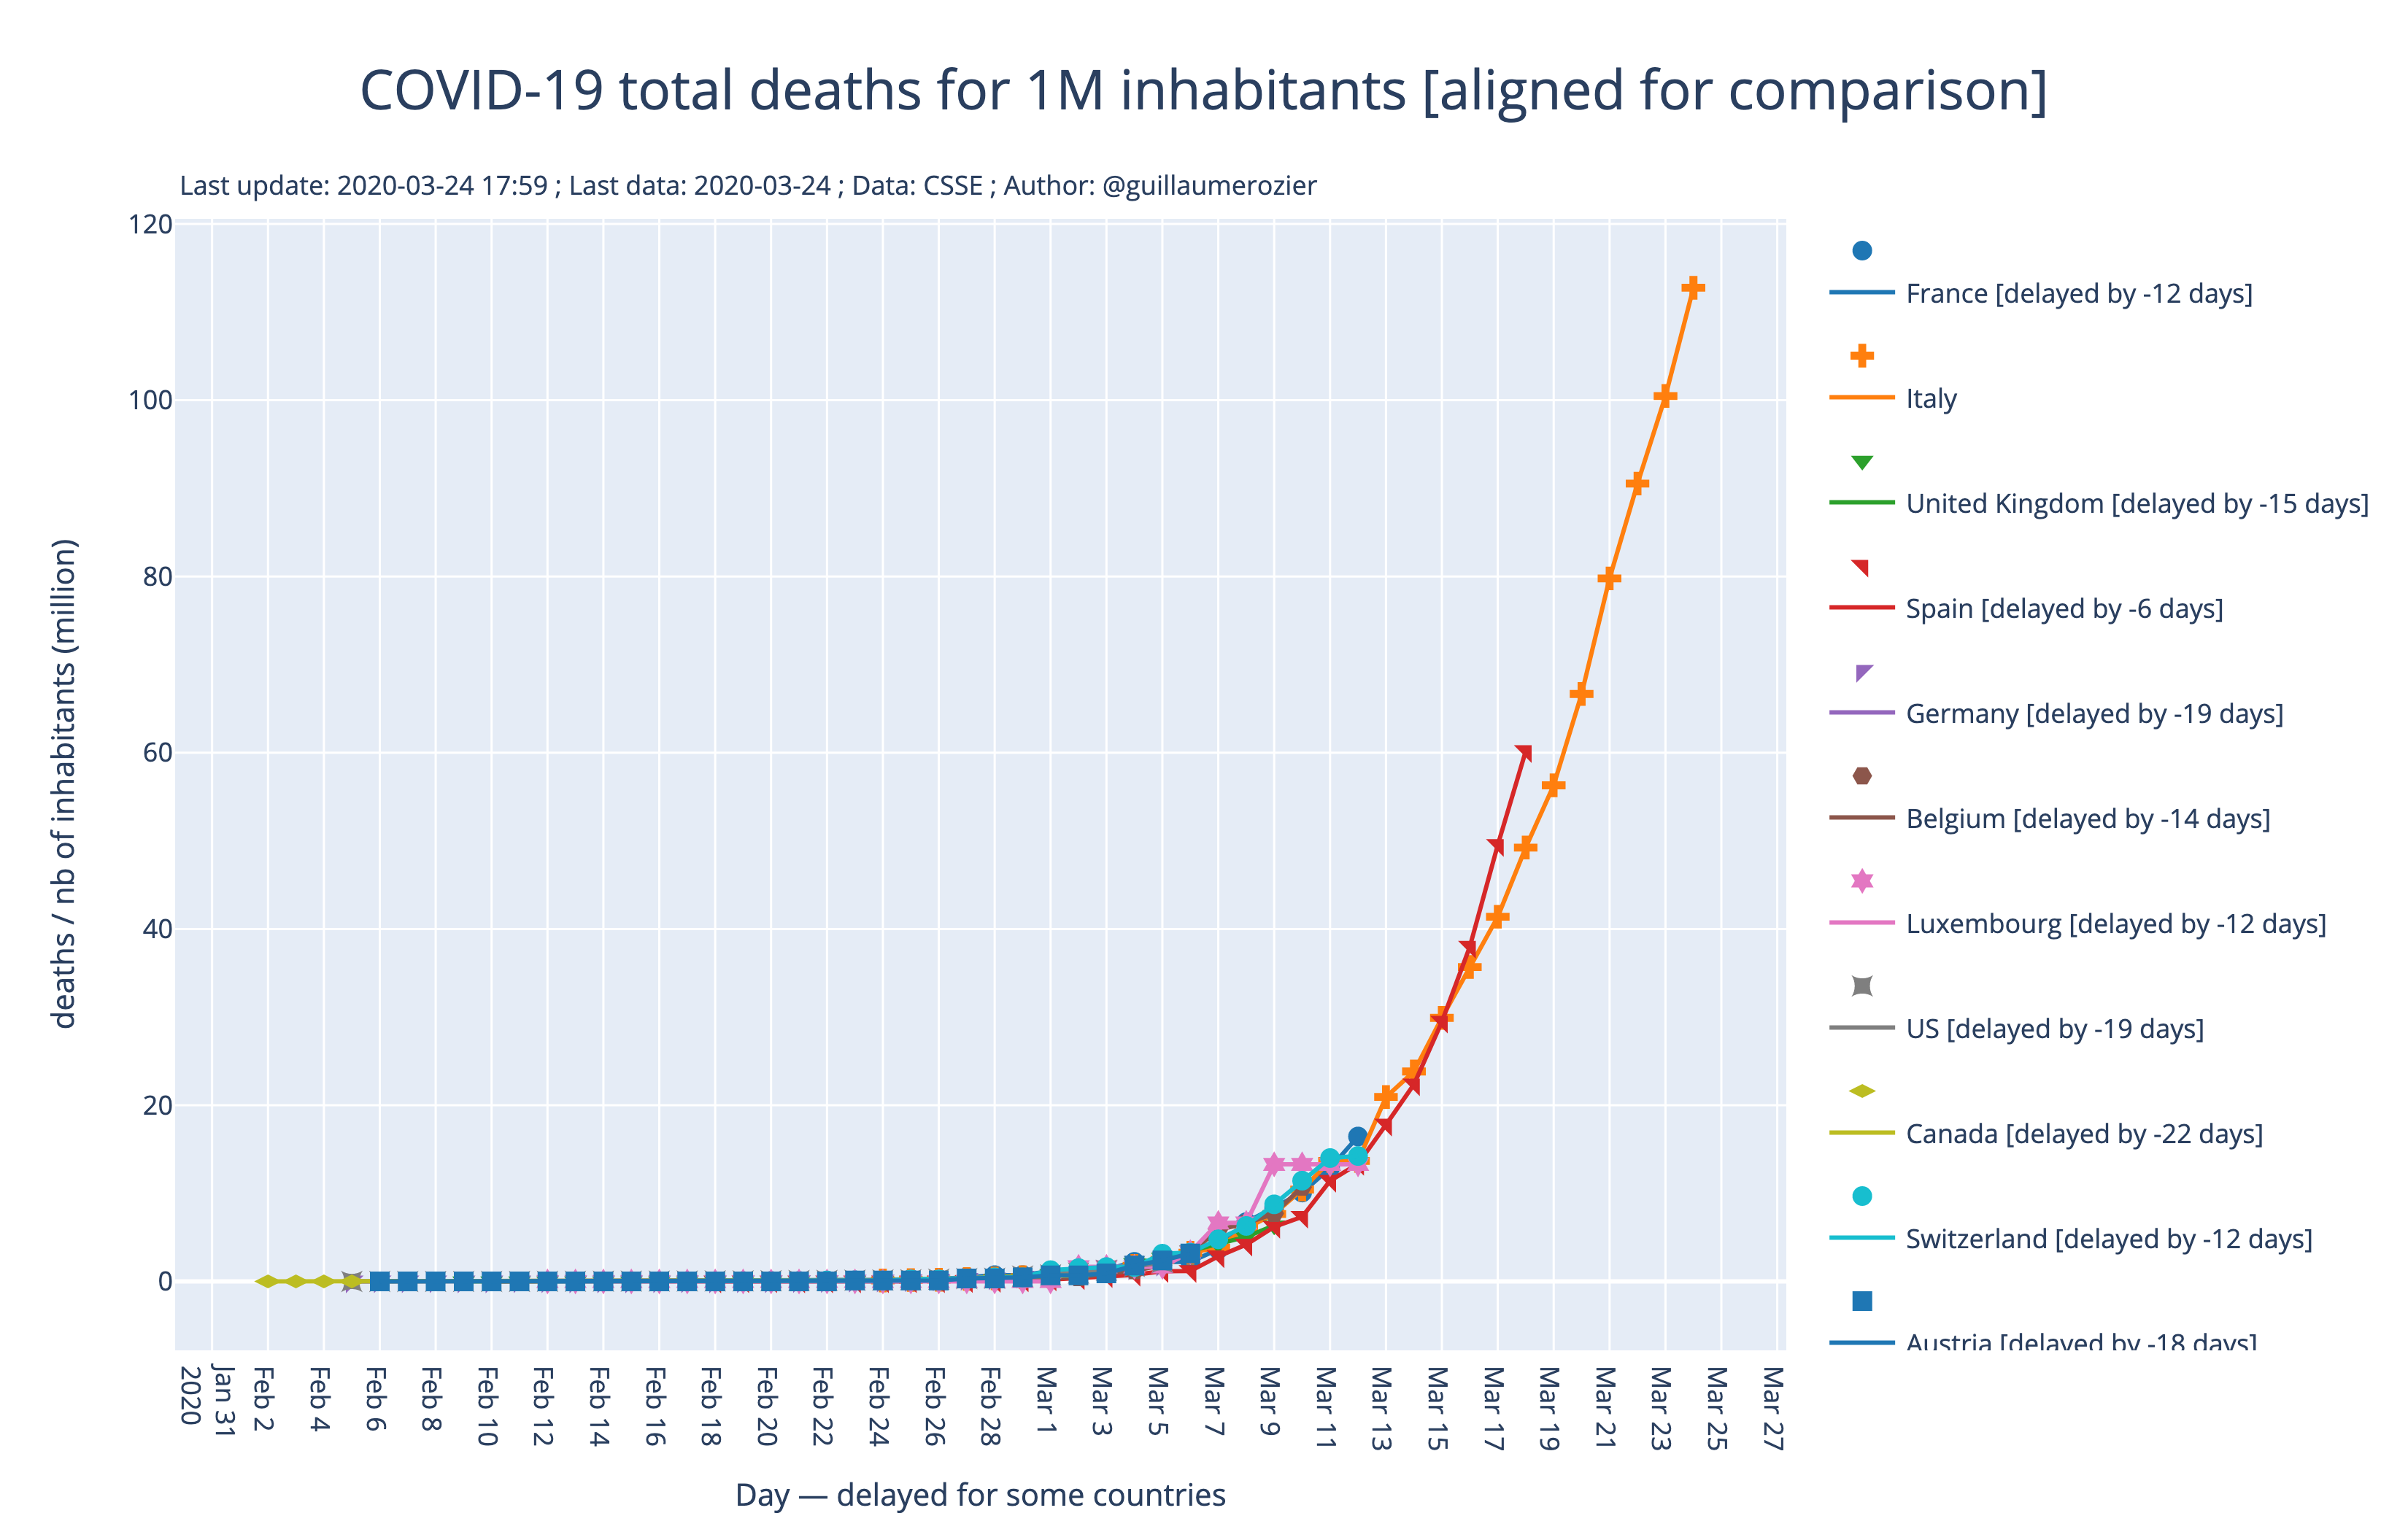 COVID-19 total deaths for 1M inhabitants [aligned for comparison]
Last update: 2020-03-24 17:59 ; Last data: 2020-03-24 ; Data: CSSE ; Author: @guillaumerozier
120
100
80
60
40
20
0
deaths / nb of inhabitants (million)
Jan 31
2020
Feb 2
Feb 4
Feb 6
Feb 8
Feb 10
Feb 12
Feb 14
Feb 16
Feb 18
Feb 20
Feb 22
Feb 24
Feb 26
Feb 28
Mar 1
Mar 3
Mar 5
Mar 7
Mar 9
Mar 11
Mar 13
Mar 15
Mar 17
Mar 19
Mar 21
Mar 23
Mar 25
Mar 27
Day — delayed for some countries
France [delayed by -12 days]
Italy
United Kingdom [delayed by -15 days]
Spain [delayed by -6 days]
Germany [delayed by -19 days]
Belgium [delayed by -14 days]
Luxembourg [delayed by -12 days]
US [delayed by -19 days]
Canada [delayed by -22 days]
Switzerland [delayed by -12 days]
Austria [delayed by -18 days]